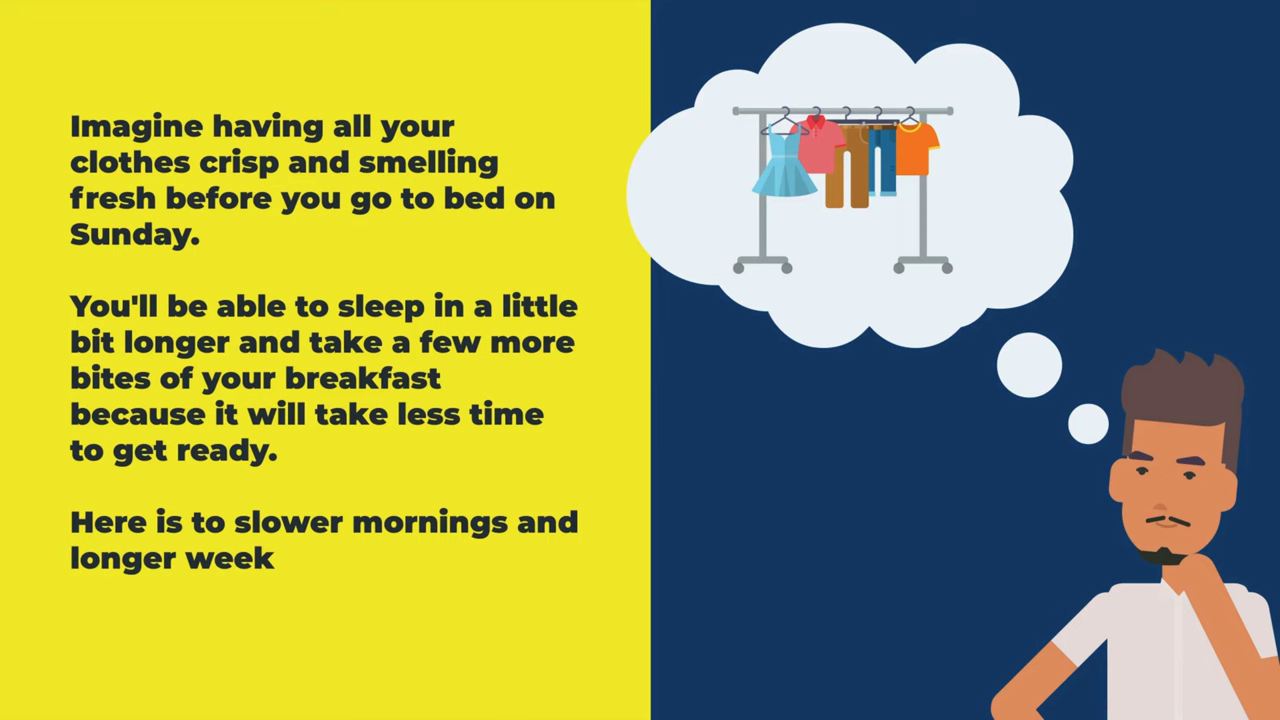 Imagine having all your
clothes crisp and smelling
fresh before you go to bed on
Sunday.
You'll be able to sleep in a little
bit longer and take a few more
bites of your breakfast
because it will take less time
to get ready.
Here is to slower mornings and
longer week